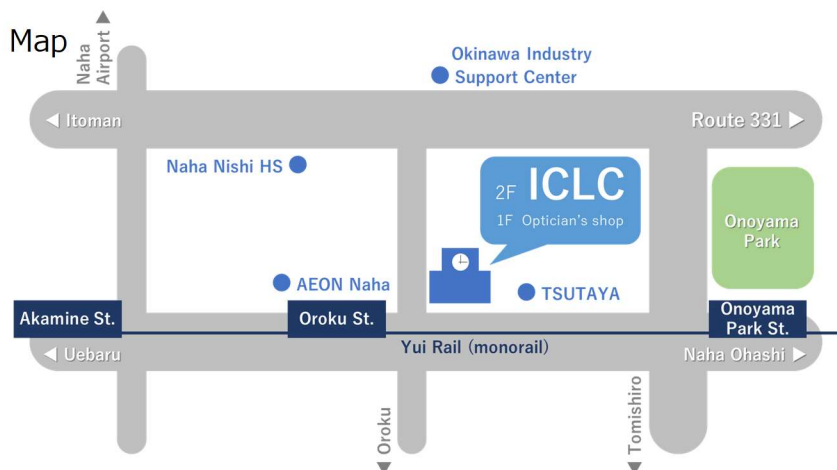 Map
Naha
Airport
Okinawa Industry
Support Center
Itoman
Route 331
Naha Nishi HS
2F ICLC
1F Optician's shop
Onoyama
Park
AEON Naha
TSUTAYA
Akamine St.
Oroku St.
Onoyama
Park St.
Yui Rail (monorail)
Uebaru
Naha Ohashi
Oroku
Tomishiro